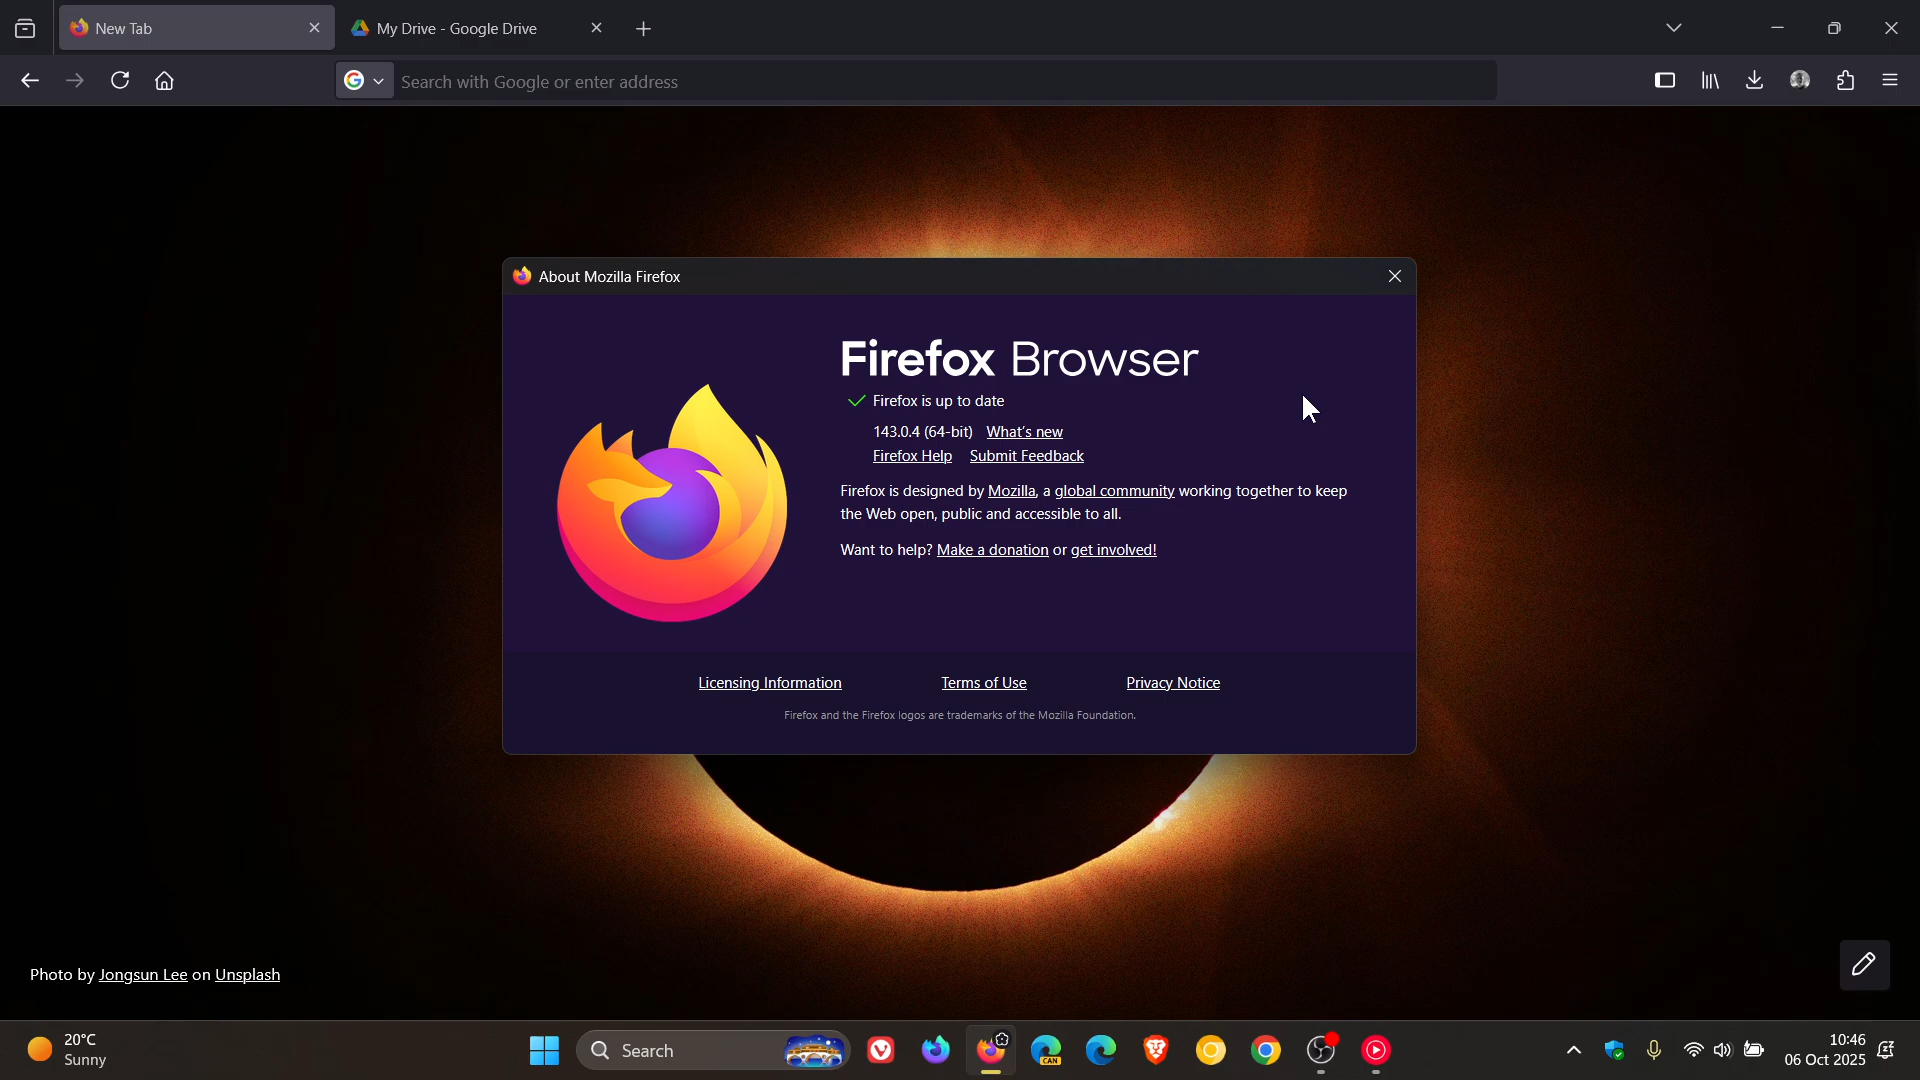 New Tab
My Drive - Google Drive
Search with Google or enter address
About Mozilla Firefox
Firefox Browser
Firefox is up to date
143.0.4 (64-bit) What's new
Firefox Help Submit Feedback
Firefox is designed by Mozilla, a global community working together to keep
the Web open, public and accessible to all.
Want to help? Make a donation or get involved!
Licensing Information Terms of Use Privacy Notice
Firefox and the Firefox logos are trademarks of the Mozilla Foundation.
Photo by Jongsun Lee on Unsplash
20°C
Sunny
Search
CAN
10:46
06 Oct 2025